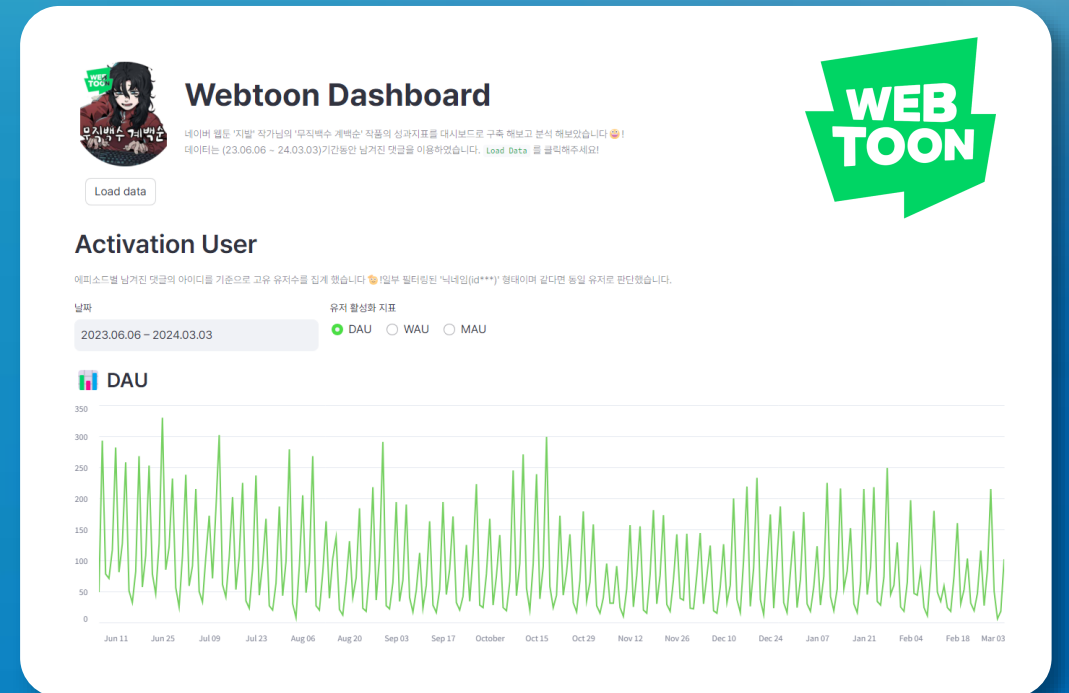 WEB
TOON
무직백수 계백순
Webtoon Dashboard
네이버 웹툰 '지발' 작가님의 '무직백수 계백순' 작품의 성과지표를 대시보드로 구축 해보고 분석 해보았습니다 😀 !
데이터는 (23.06.06 ~ 24.03.03)기간동안 남겨진 댓글을 이용하였습니다. Load Data 를 클릭해주세요!
WEB
TOON
Load data
Activation User
에피소드별 남겨진 댓글의 아이디를 기준으로 고유 유저수를 집계 했습니다 !일부 필터링된 '닉네임(id***)' 형태이며 같다면 동일 유저로 판단했습니다.
날짜
유저 활성화 지표
2023.06.06 – 2024.03.03
DAU WAU MAU
DAU
350
300
250
200
150
100
50
0
Jun 11 Jun 25 Jul 09 Jul 23 Aug 06 Aug 20 Sep 03 Sep 17 October Oct 15 Oct 29 Nov 12 Nov 26 Dec 10 Dec 24 Jan 07 Jan 21 Feb 04 Feb 18 Mar 03